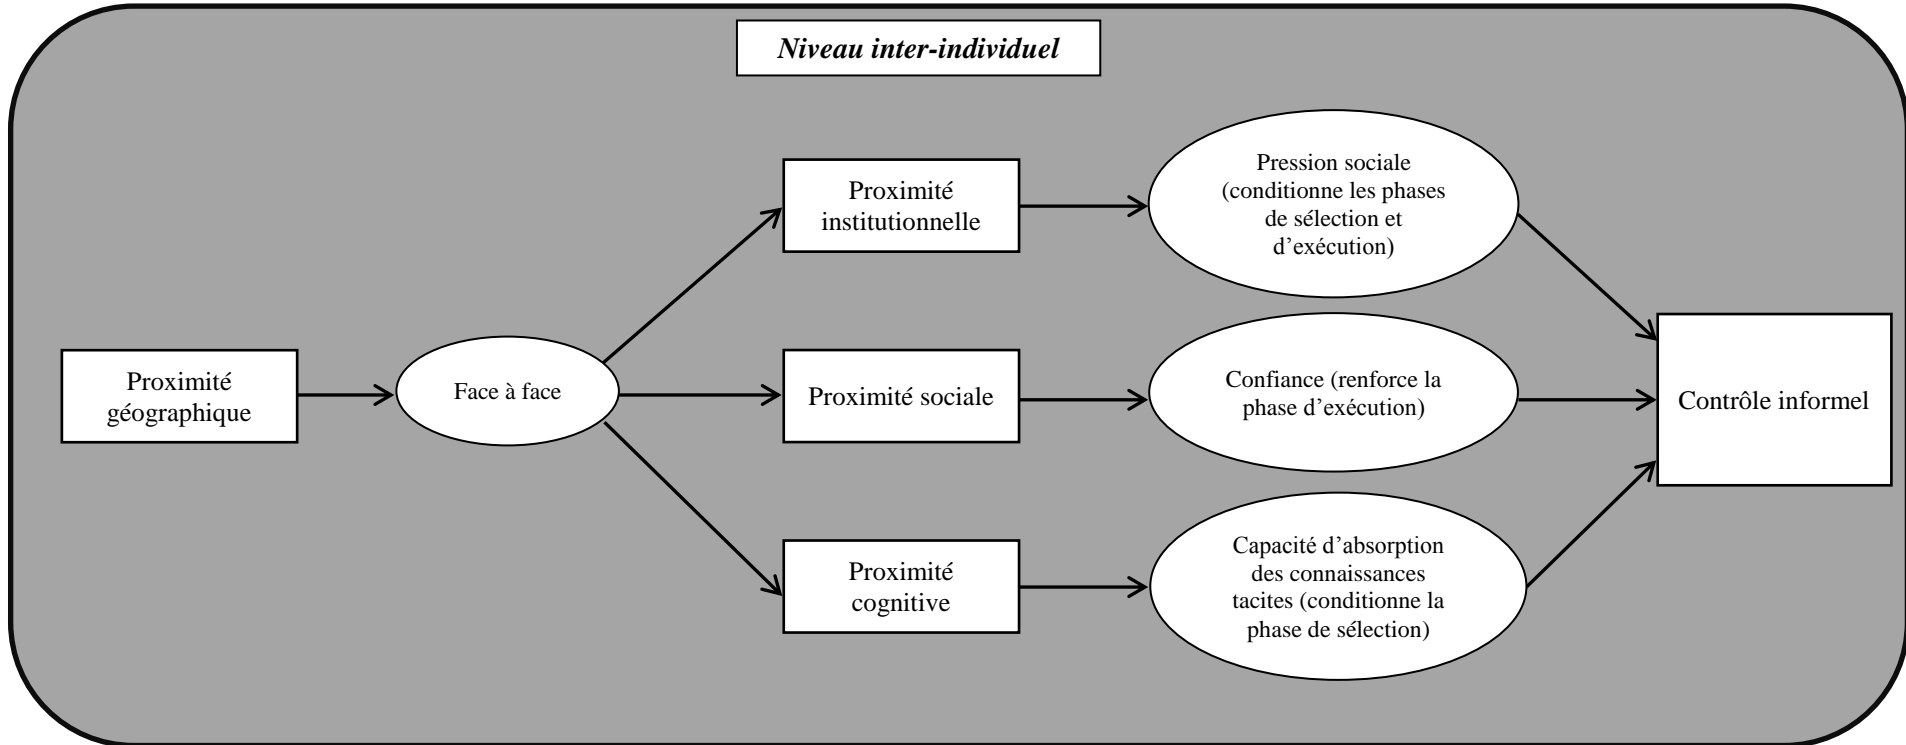 Niveau inter-individuel
Proximité
géographique
Face à face
Proximité
institutionnelle
Pression sociale
(conditionne les phases
de sélection et
d’exécution)
Proximité sociale
Confiance (renforce la
phase d’exécution)
Proximité
cognitive
Capacité d’absorption
des connaissances
tacites (conditionne la
phase de sélection)
Contrôle informel